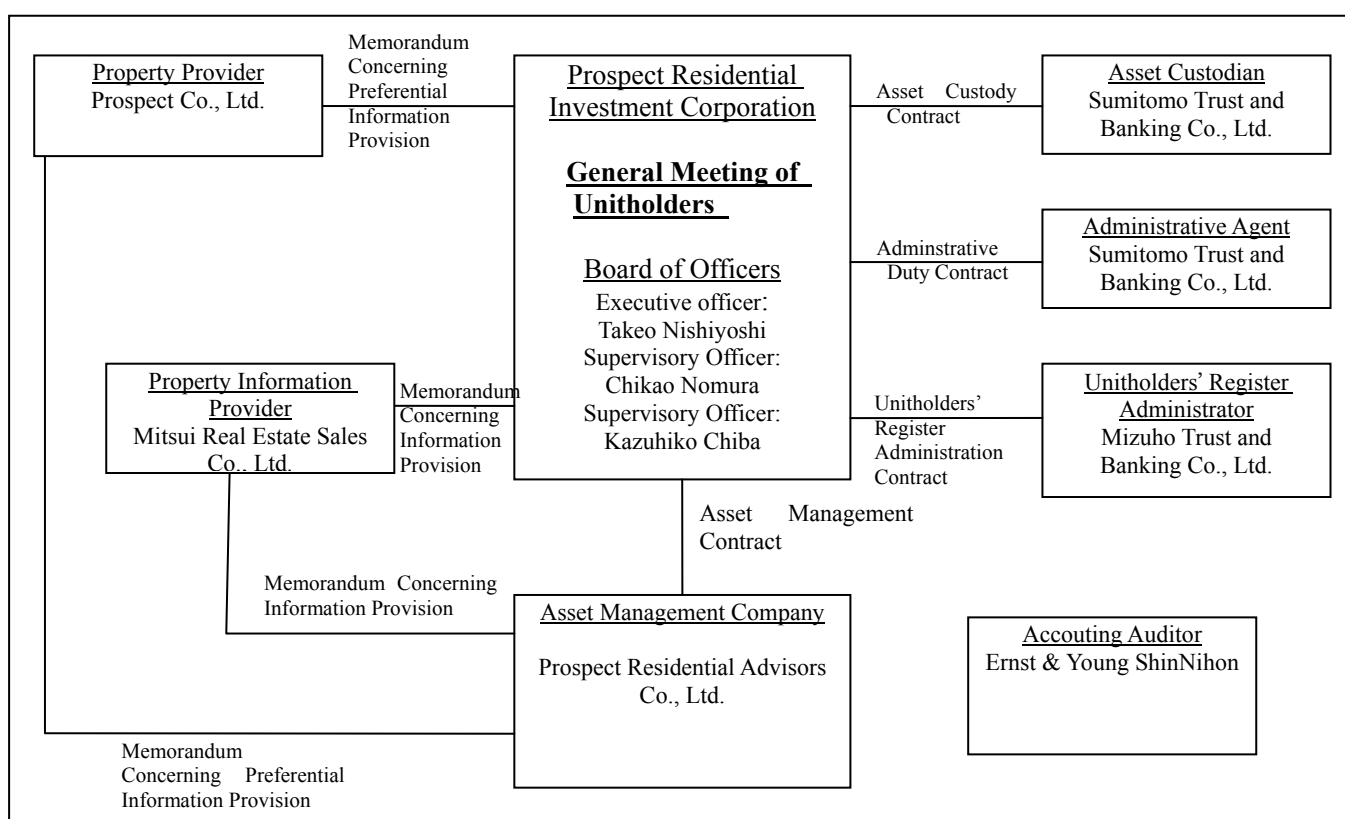 Property Provider
Prospect Co., Ltd.
Memorandum
Concerning
Preferential
Information
Provision
Prospect Residential
Investment Corporation
General Meeting of
Unitholders
Board of Officers
Executive officer:
Takeo Nishiyoshi
Supervisory Officer:
Chikao Nomura
Supervisory Officer:
Kazuhiko Chiba
Asset Custody
Contract
Asset Custodian
Sumitomo Trust and
Banking Co., Ltd.
Adminstrative
Duty Contract
Administrative Agent
Sumitomo Trust and
Banking Co., Ltd.
Property Information
Provider
Mitsui Real Estate Sales
Co., Ltd.
Memorandum
Concerning
Information
Provision
Unitholders’
Register
Administration
Contract
Unitholders’ Register
Administrator
Mizuho Trust and
Banking Co., Ltd.
Asset Management
Contract
Memorandum Concerning
Information Provision
Asset Management Company
Prospect Residential Advisors
Co., Ltd.
Accouting Auditor
Ernst & Young ShinNihon
Memorandum
Concerning Preferential
Information Provision